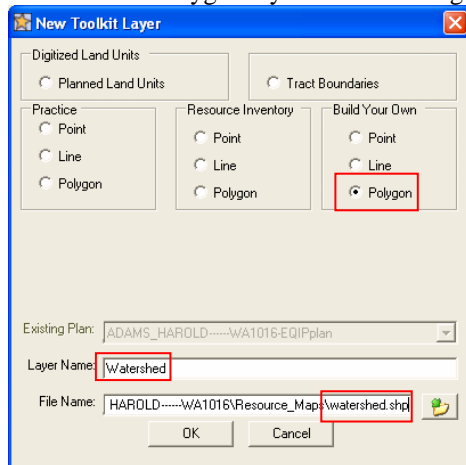 New Toolkit Layer
Digitized Land Units
Planned Land Units
Tract Boundaries
Practice
Point
Line
Polygon
Resource Inventory
Point
Line
Polygon
Build Your Own
Point
Line
Polygon
Existing Plan: ADAMS_HAROLD------WA1016-EQIPplan
Layer Name: Watershed
File Name: HAROLD------WA1016\Resource_Maps\watershed.shp
OK Cancel